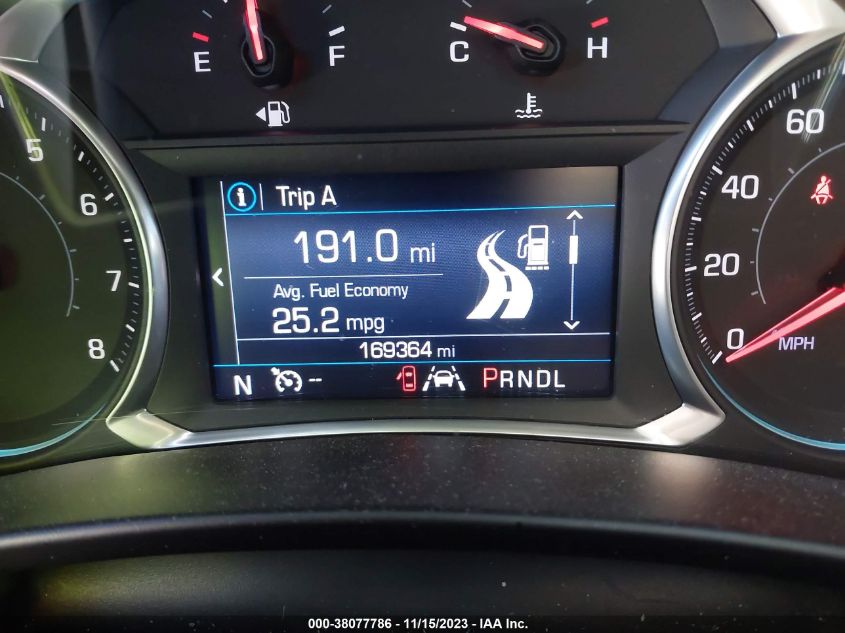 E F C H
5
6
7
8
Trip A
191.0 mi
Avg. Fuel Economy
25.2 mpg
169364 mi
N -- PRNDL
60
40
20
0
MPH
000-38077786 - 11/15/2023 - IAA Inc.